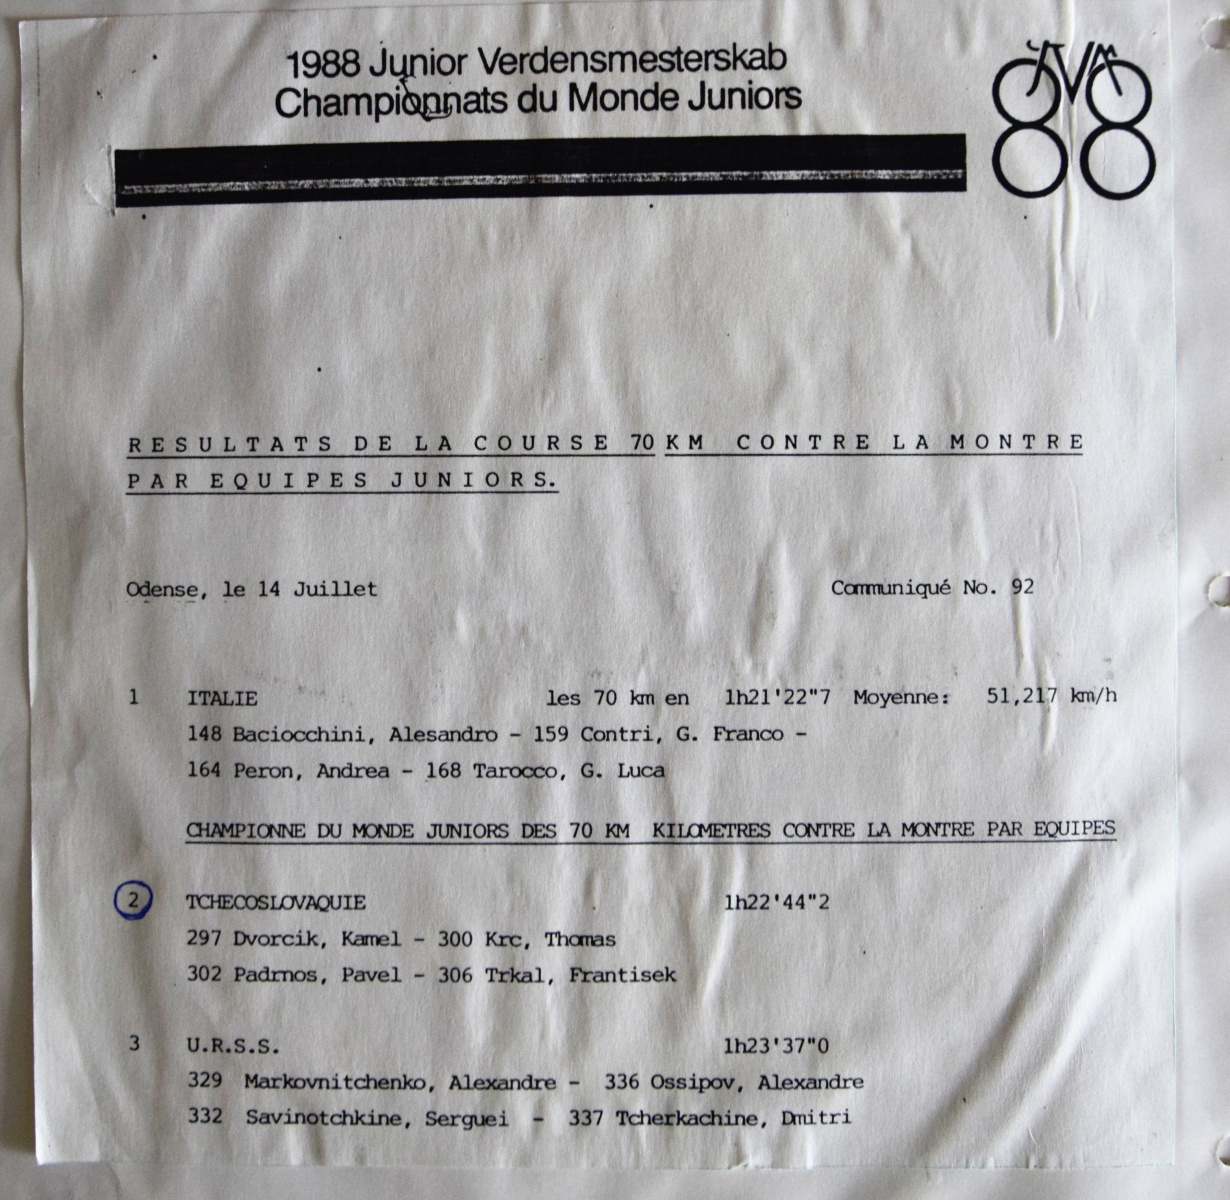 1988 Junior Verdensmesterskab
Championnats du Monde Juniors
88
RESULTATS DE LA COURSE 70 KM CONTRE LA MONTRE
PAR EQUIPES JUNIORS.
Odense, le 14 Juillet Communiqué No. 92
1 ITALIE les 70 km en 1h21'22"7 Moyenne: 51,217 km/h
148 Baciocchini, Alesandro - 159 Contri, G. Franco -
164 Peron, Andrea - 168 Tarocco, G. Luca
CHAMPIONNE DU MONDE JUNIORS DES 70 KM KILOMETRES CONTRE LA MONTRE PAR EQUIPES
2 TCHECOSLOVAQUIE 1h22'44"2
297 Dvorcik, Kamel - 300 Krc, Thomas
302 Padrnos, Pavel - 306 Trkal, Frantisek
3 U.R.S.S. 1h23'37"0
329 Markovnitchenko, Alexandre - 336 Ossipov, Alexandre
332 Savinotchkine, Serguei - 337 Tcherkachine, Dmitri